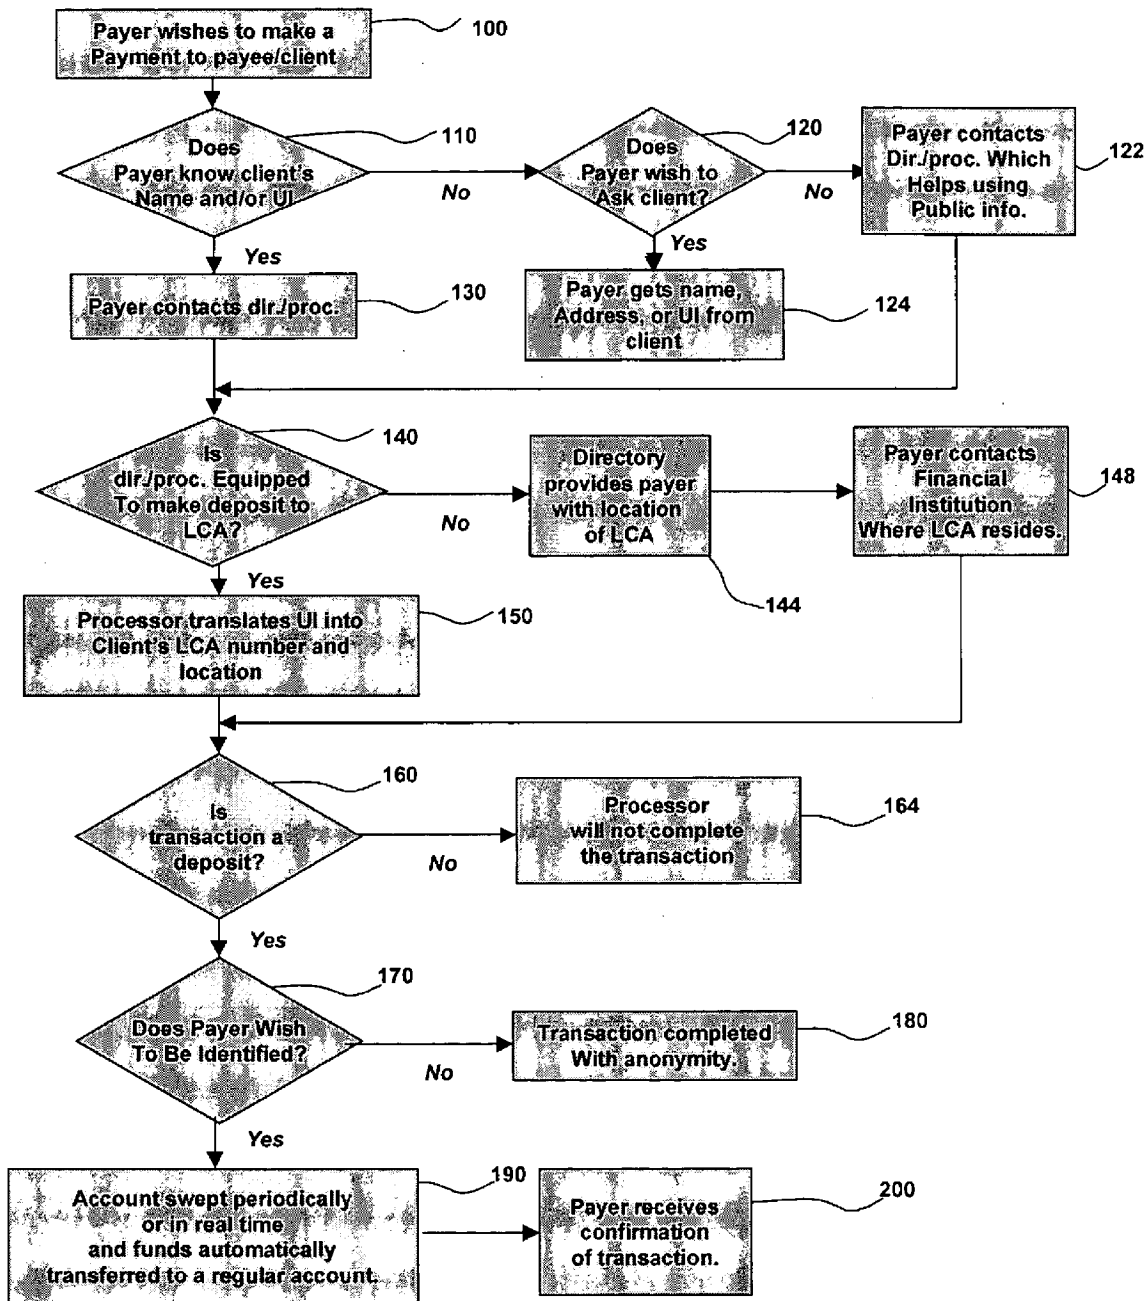 Payer wishes to make a
Payment to payee/client
100
Does
Payer know client's
Name and/or UI
110
No
Yes
Does
Payer wish to
Ask client?
120
No
Yes
Payer contacts
Dir./proc. Which
Helps using
Public info.
122
Payer contacts dir./proc.
130
Payer gets name,
Address, or UI from
client
124
Is
dir./proc. Equipped
To make deposit to
LCA?
140
No
Yes
Directory
provides payer
with location
of LCA
144
Payer contacts
Financial
Institution
Where LCA resides.
148
Processor translates UI into
Client's LCA number and
location
150
Is
transaction a
deposit?
160
No
Yes
Processor
will not complete
the transaction
164
Does Payer Wish
To Be Identified?
170
No
Yes
Transaction completed
With anonymity.
180
Account swept periodically
or in real time
and funds automatically
transferred to a regular account.
190
Payer receives
confirmation
of transaction.
200